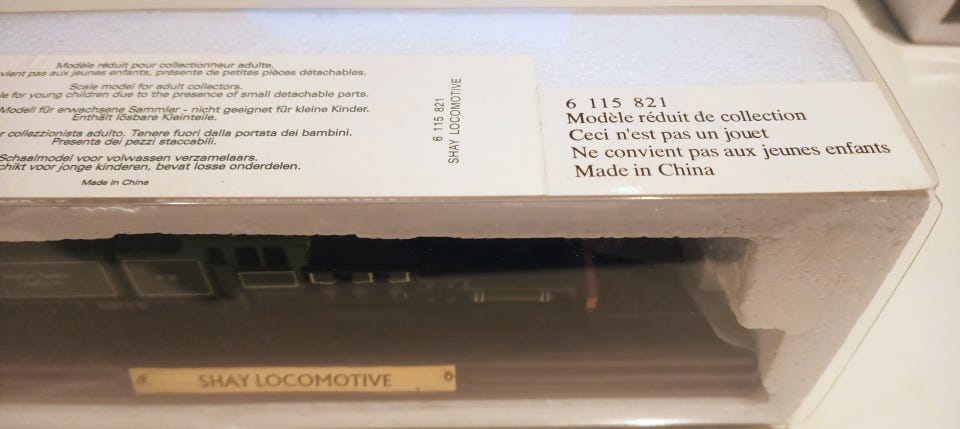 Modèle réduit pour collectionneur adulte.
vient pas aux jeunes enfants, présente de petites pièces détachables.
Scale model for adult collectors.
for young children due to the presence of small detachable parts.
Modell für erwachsene Sammler - nicht geeignet für kleine Kinder.
Enthält lösbare Kleinteile.
collezzionista adulto. Tenere fuori dalla portata dei bambini.
Presenta dei pezzi staccabili.
Schaalmodel voor volwassen verzamelaars.
schikt voor jonge kinderen, bevat losse onderdelen.
Made in China
6 115 821
SHAY LOCOMOTIVE
6 115 821
Modèle réduit de collection
Ceci n'est pas un jouet
Ne convient pas aux jeunes enfants
Made in China
SHAY LOCOMOTIVE